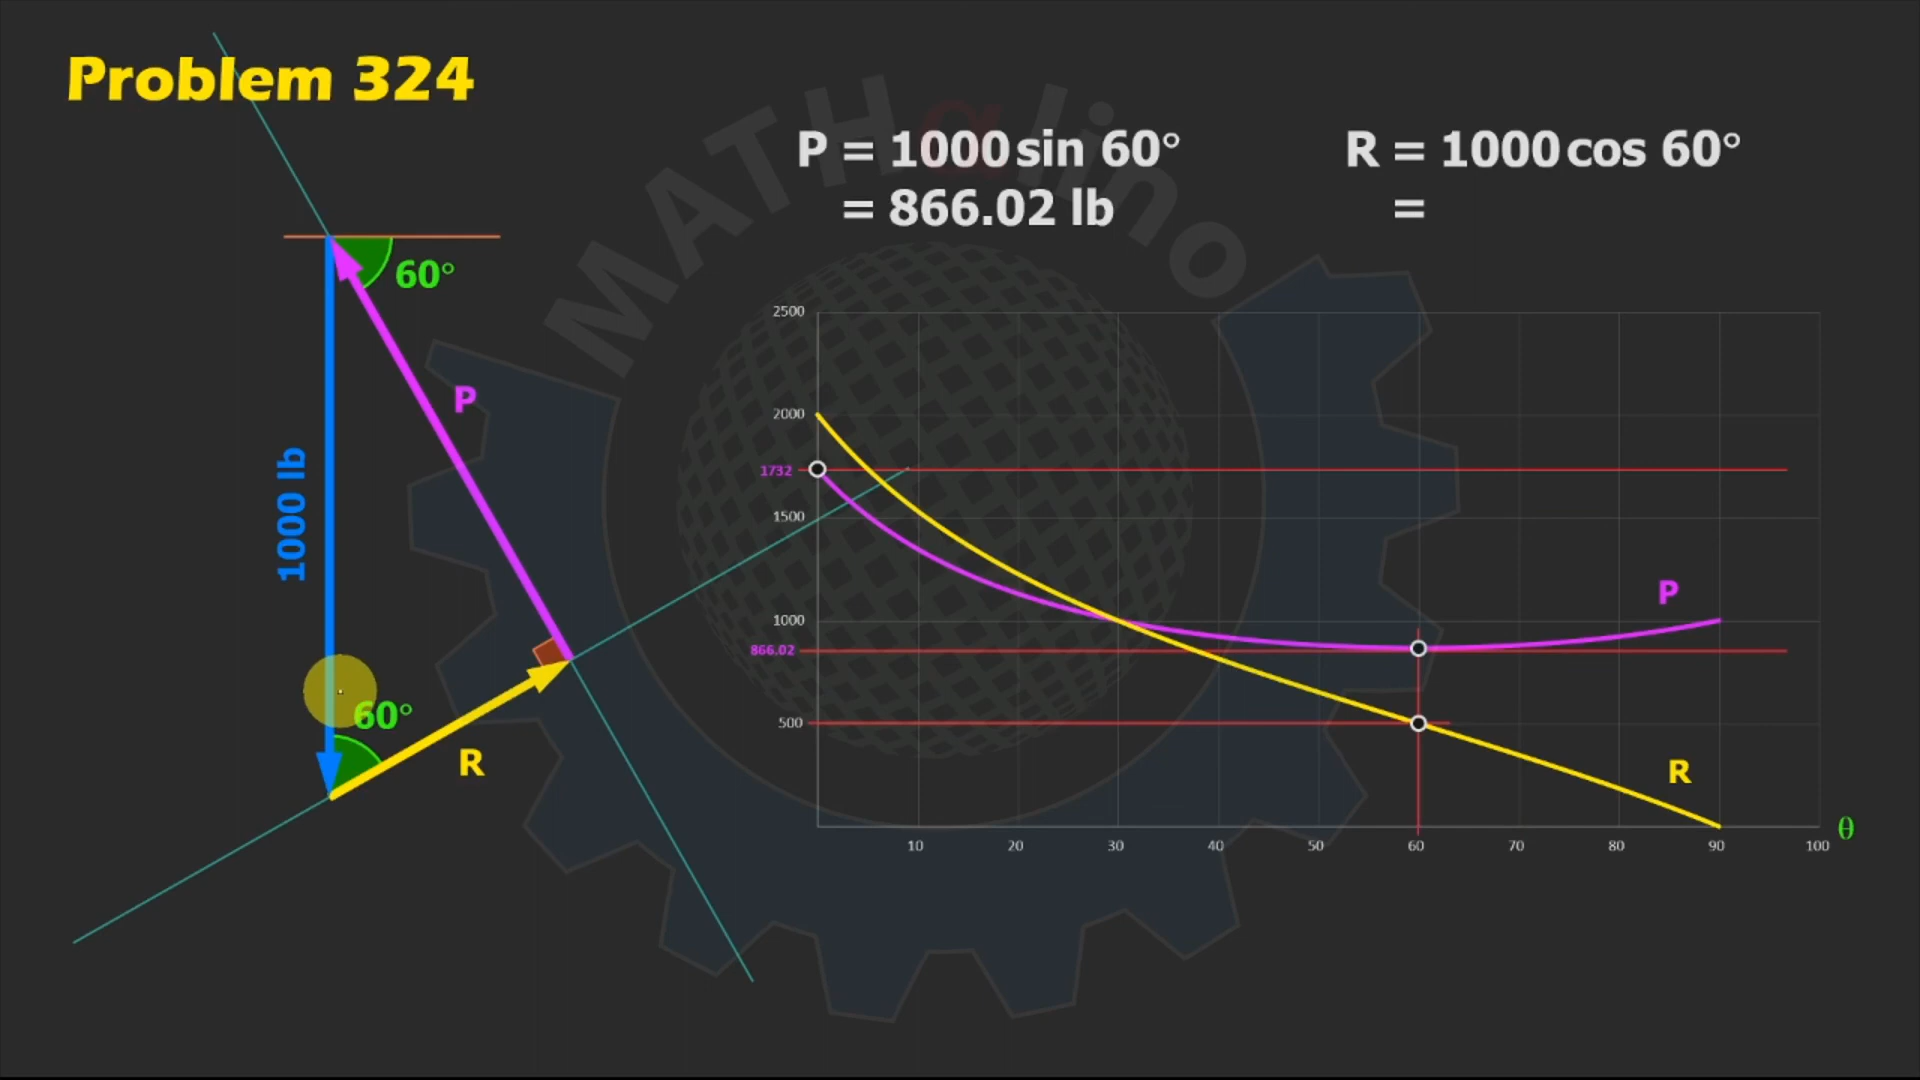 Problem 324
MATHalino
P = 1000 sin 60°
= 866.02 lb
R = 1000 cos 60°
=
60°
P
1000 lb
60°
R
2500
2000
1732
1500
1000
866.02
500
P
R
θ
10 20 30 40 50 60 70 80 90 100